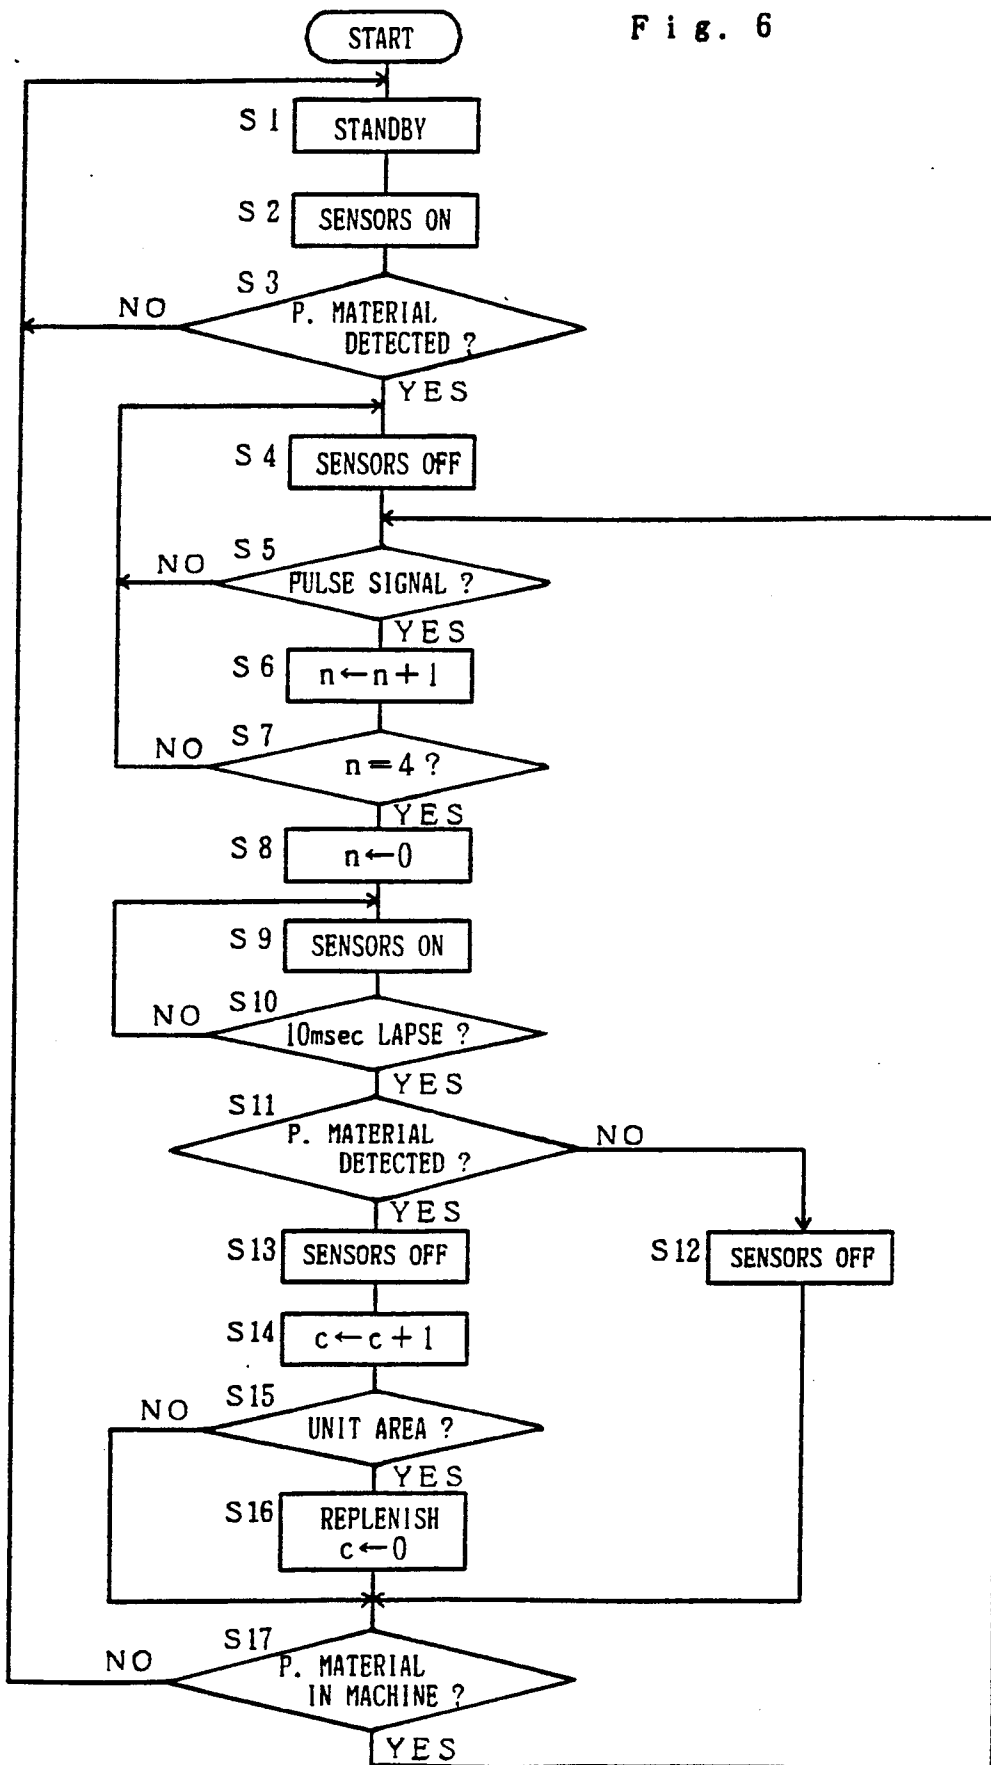 Fig. 6
START
S1
STANDBY
S2
SENSORS ON
S3
NO
P. MATERIAL
DETECTED ?
YES
S4
SENSORS OFF
S5
NO
PULSE SIGNAL ?
YES
S6
n←n+1
S7
NO
n=4?
YES
S8
n←0
S9
SENSORS ON
S10
NO
10msec LAPSE ?
YES
S11
P. MATERIAL
DETECTED ?
NO
YES
S13
SENSORS OFF
S12
SENSORS OFF
S14
c←c+1
S15
NO
UNIT AREA ?
YES
S16
REPLENISH
c←0
S17
NO
P. MATERIAL
IN MACHINE ?
YES